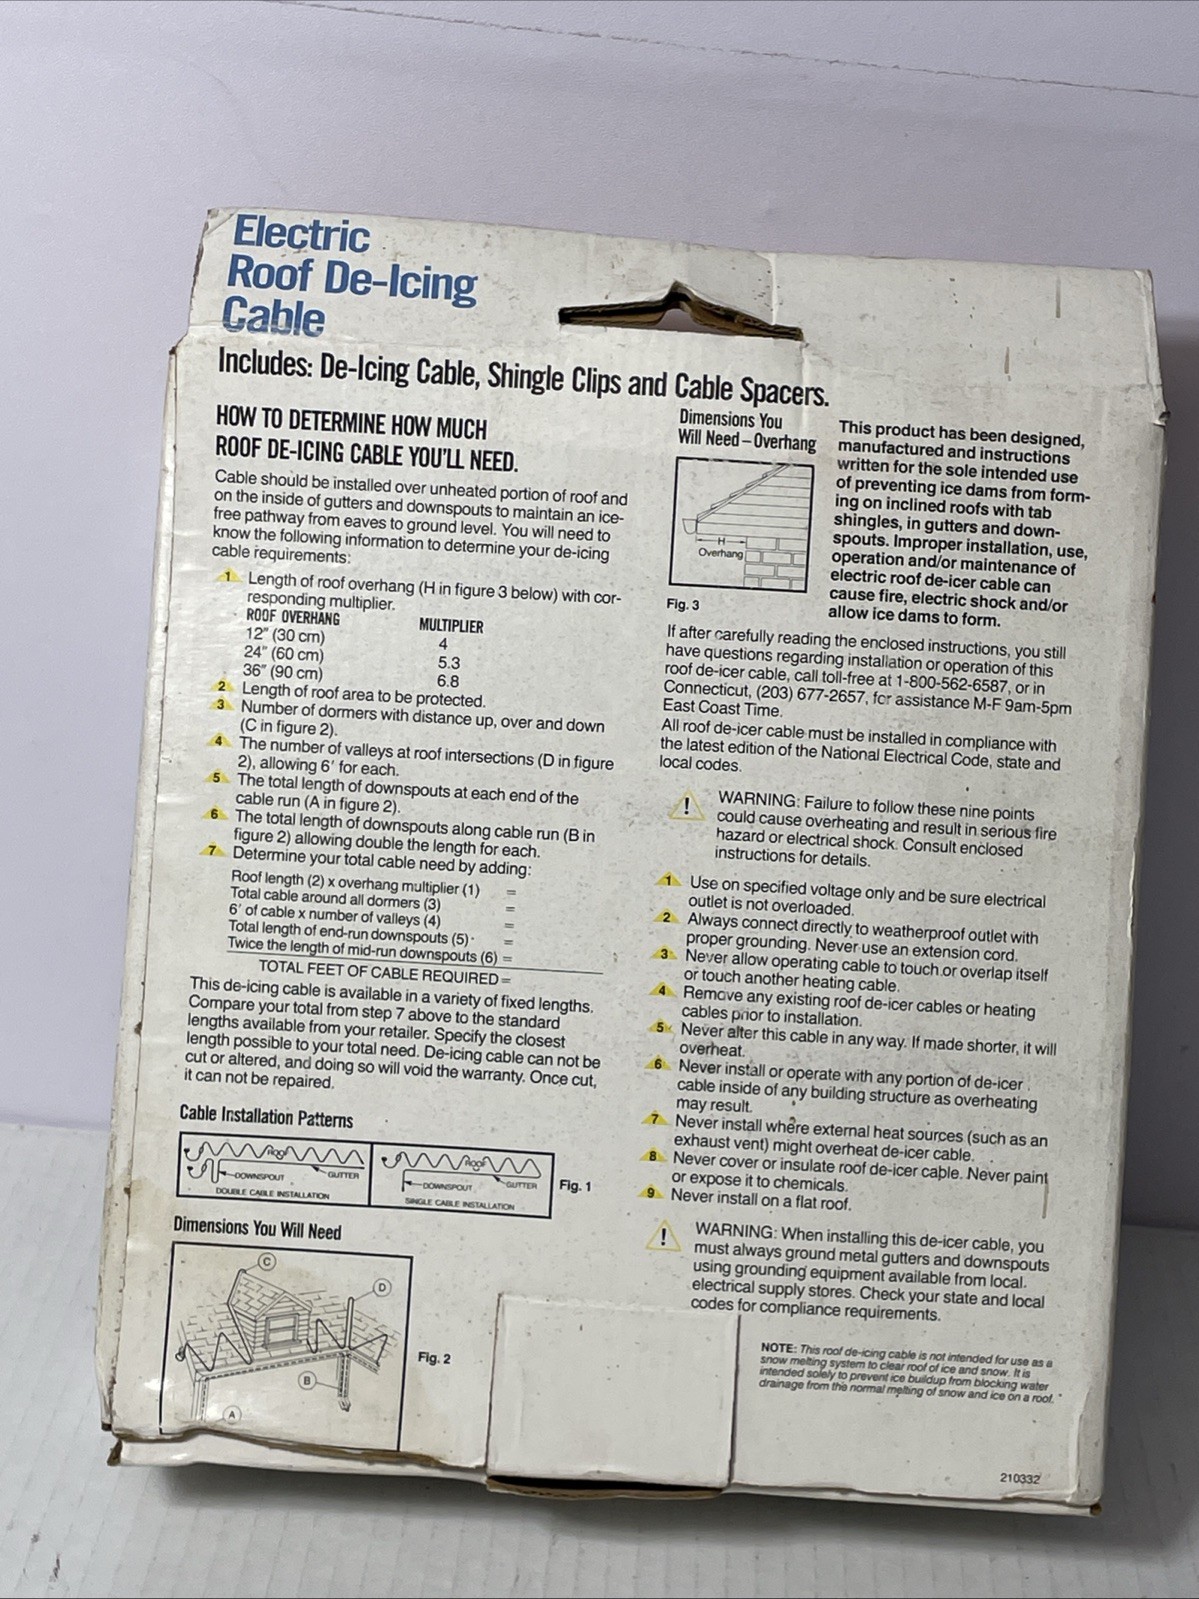 Electric
Roof De-Icing
Cable
Includes: De-Icing Cable, Shingle Clips and Cable Spacers.
HOW TO DETERMINE HOW MUCH
ROOF DE-ICING CABLE YOU'LL NEED.
Cable should be installed over unheated portion of roof and
on the inside of gutters and downspouts to maintain an ice-
free pathway from eaves to ground level. You will need to
know the following information to determine your de-icing
cable requirements:
1 Length of roof overhang (H in figure 3 below) with cor-
responding multiplier.
ROOF OVERHANG MULTIPLIER
12" (30 cm) 4
24" (60 cm) 5.3
36" (90 cm) 6.8
2 Length of roof area to be protected.
3 Number of dormers with distance up, over and down
(C in figure 2).
4 The number of valleys at roof intersections (D in figure
2), allowing 6' for each.
5 The total length of downspouts at each end of the
cable run (A in figure 2).
6 The total length of downspouts along cable run (B in
figure 2) allowing double the length for each.
7 Determine your total cable need by adding:
Roof length (2) x overhang multiplier (1) =
Total cable around all dormers (3) =
6' of cable x number of valleys (4) =
Total length of end-run downspouts (5) =
Twice the length of mid-run downspouts (6) =
TOTAL FEET OF CABLE REQUIRED =
This de-icing cable is available in a variety of fixed lengths.
Compare your total from step 7 above to the standard
lengths available from your retailer. Specify the closest
length possible to your total need. De-icing cable can not be
cut or altered, and doing so will void the warranty. Once cut,
it can not be repaired.
Cable Installation Patterns
ROOF
DOWNSPOUT
GUTTER
DOUBLE CABLE INSTALLATION
ROOF
DOWNSPOUT
GUTTER
SINGLE CABLE INSTALLATION
Fig. 1
Dimensions You Will Need
C
D
B
A
Fig. 2
Dimensions You
Will Need – Overhang
H
Overhang
Fig. 3
This product has been designed,
manufactured and instructions
written for the sole intended use
of preventing ice dams from form-
ing on inclined roofs with tab
shingles, in gutters and down-
spouts. Improper installation, use,
operation and/or maintenance of
electric roof de-icer cable can
cause fire, electric shock and/or
allow ice dams to form.
If after carefully reading the enclosed instructions, you still
have questions regarding installation or operation of this
roof de-icer cable, call toll-free at 1-800-562-6587, or in
Connecticut, (203) 677-2657, for assistance M-F 9am-5pm
East Coast Time.
All roof de-icer cable must be installed in compliance with
the latest edition of the National Electrical Code, state and
local codes.
! WARNING: Failure to follow these nine points
could cause overheating and result in serious fire
hazard or electrical shock. Consult enclosed
instructions for details.
1 Use on specified voltage only and be sure electrical
outlet is not overloaded.
2 Always connect directly to weatherproof outlet with
proper grounding. Never use an extension cord.
3 Never allow operating cable to touch or overlap itself
or touch another heating cable.
4 Remove any existing roof de-icer cables or heating
cables prior to installation.
5 Never alter this cable in any way. If made shorter, it will
overheat.
6 Never install or operate with any portion of de-icer
cable inside of any building structure as overheating
may result.
7 Never install where external heat sources (such as an
exhaust vent) might overheat de-icer cable.
8 Never cover or insulate roof de-icer cable. Never paint
or expose it to chemicals.
9 Never install on a flat roof.
! WARNING: When installing this de-icer cable, you
must always ground metal gutters and downspouts
using grounding equipment available from local
electrical supply stores. Check your state and local
codes for compliance requirements.
NOTE: This roof de-icing cable is not intended for use as a
snow melting system to clear roof of ice and snow. It is
intended solely to prevent ice buildup from blocking water
drainage from the normal melting of snow and ice on a roof.
210332